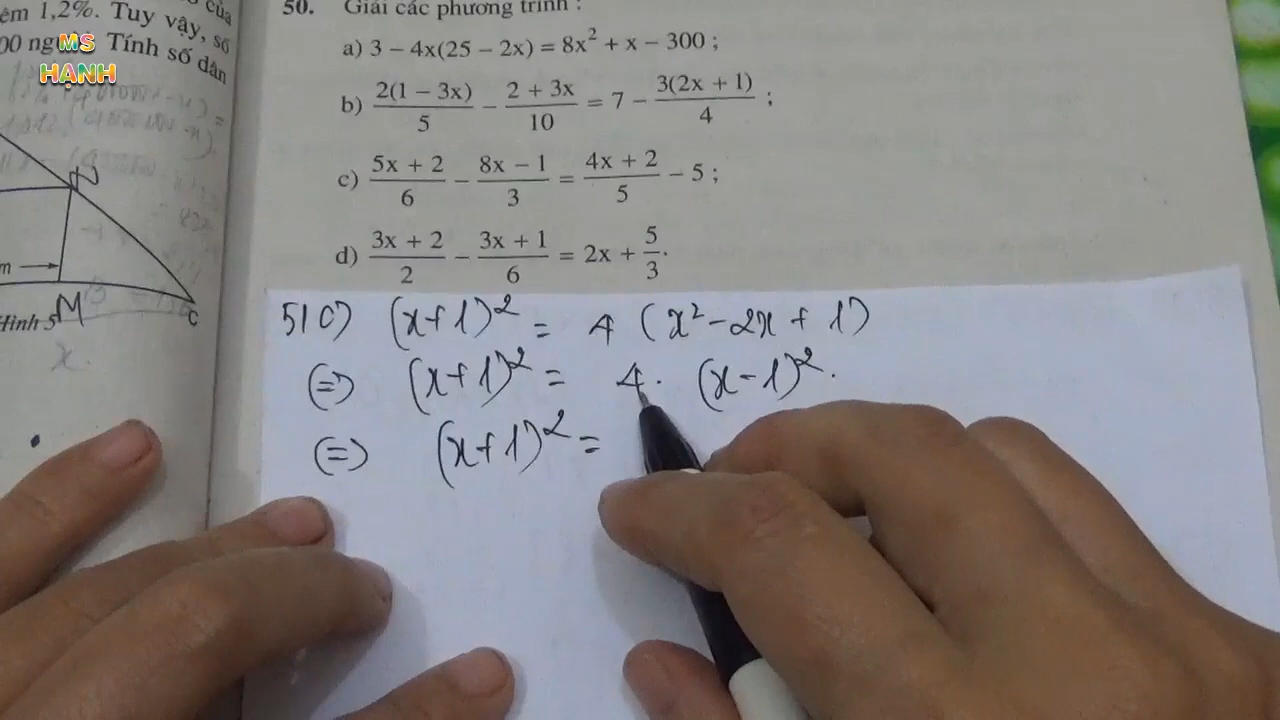 êm 1,2%. Tuy vậy, số
của
00 người. Tính số dân
MS
HẠNH
N
m
M
C
Hình 5
x.
50. Giải các phương trình :
a) 3 – 4x(25 – 2x) = 8x² + x – 300 ;
b) 2(1 – 3x)/5 – (2 + 3x)/10 = 7 – 3(2x + 1)/4 ;
c) (5x + 2)/6 – (8x – 1)/3 = (4x + 2)/5 – 5 ;
d) (3x + 2)/2 – (3x + 1)/6 = 2x + 5/3.
51c) (x+1)² = 4 (x² – 2x + 1)
(=) (x+1)² = 4. (x – 1)².
(=) (x+1)² =